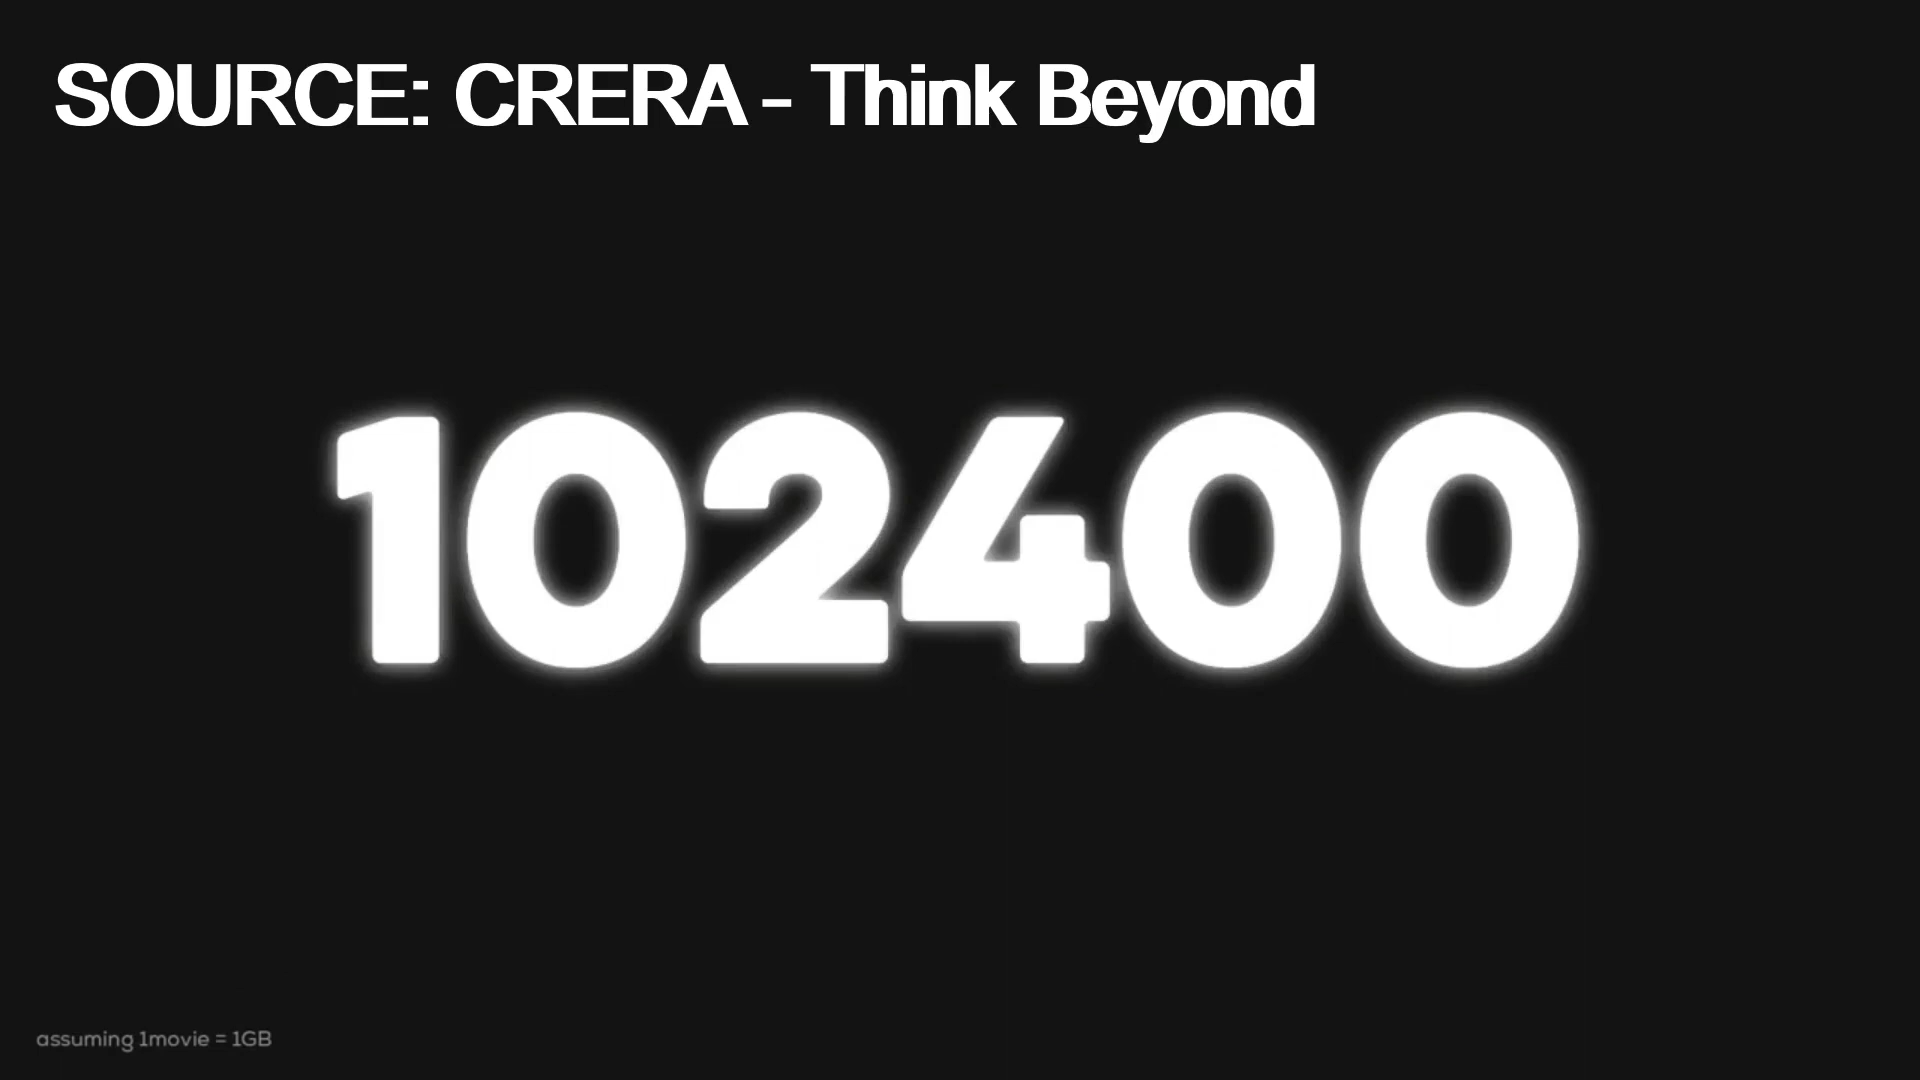 SOURCE: CRERA - Think Beyond
102400
assuming 1movie = 1GB